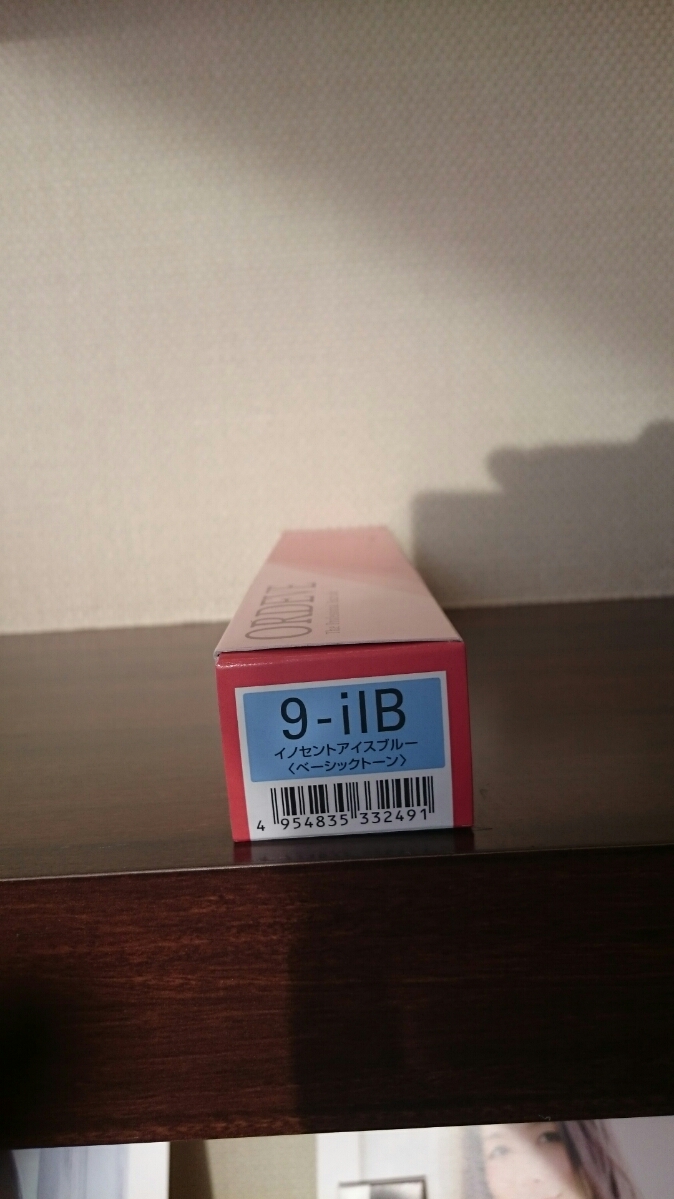 ORDEVE
9-iIB
イノセントアイスブルー
〈ベーシックトーン〉
4 954835 332491